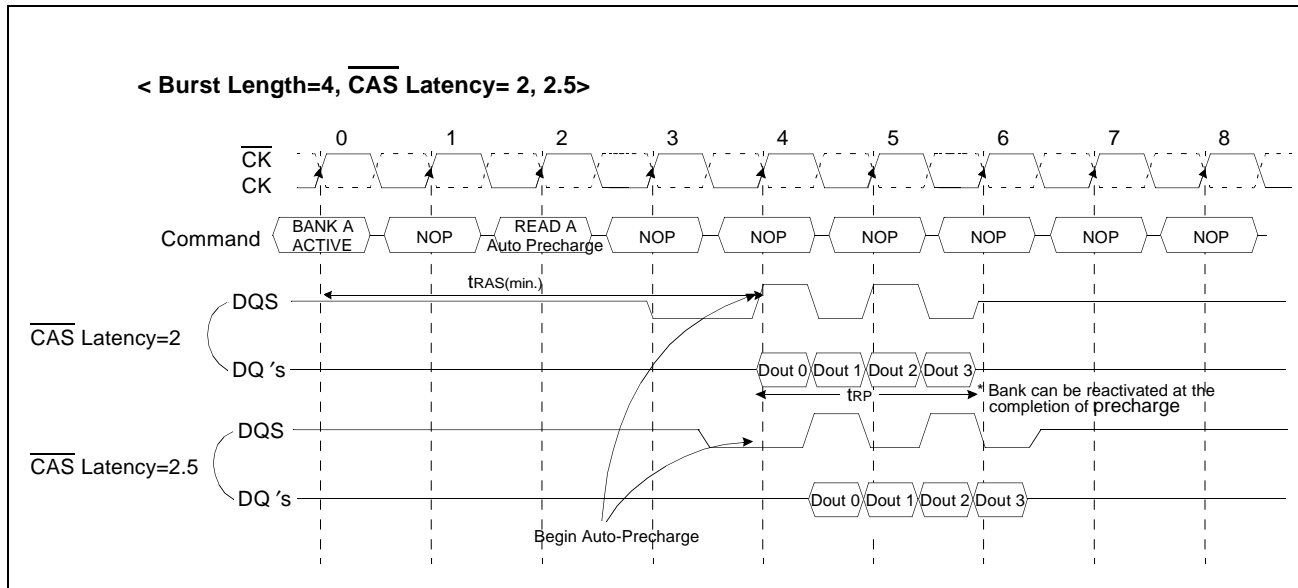 < Burst Length=4, CAS Latency= 2, 2.5>
0 1 2 3 4 5 6 7 8
CK
CK
Command
BANK A
ACTIVE
NOP
READ A
Auto Precharge
NOP
NOP
NOP
NOP
NOP
NOP
tRAS(min.)
DQS
CAS Latency=2
DQ ′s
Dout 0 Dout 1 Dout 2 Dout 3
tRP
* Bank can be reactivated at the
completion of precharge
DQS
CAS Latency=2.5
DQ ′s
Dout 0 Dout 1 Dout 2 Dout 3
Begin Auto-Precharge